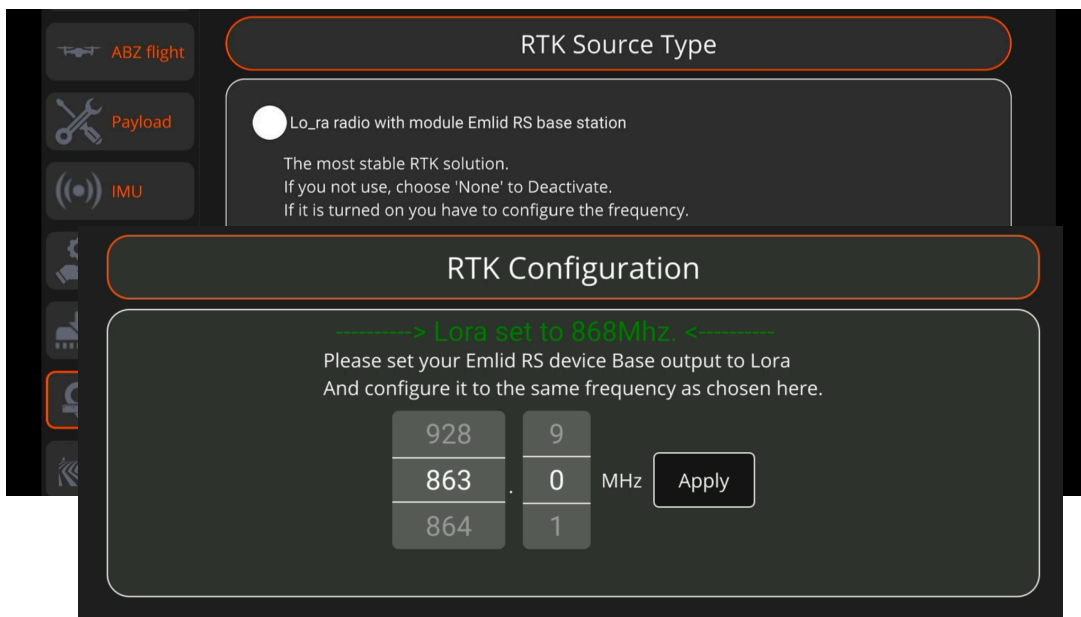 ABZ flight
Payload
IMU
RTK Source Type
Lo_ra radio with module Emlid RS base station
The most stable RTK solution.
If you not use, choose 'None' to Deactivate.
If it is turned on you have to configure the frequency.
RTK Configuration
----------> Lora set to 868Mhz. <----------
Please set your Emlid RS device Base output to Lora
And configure it to the same frequency as chosen here.
928 9
863 . 0 MHz Apply
864 1